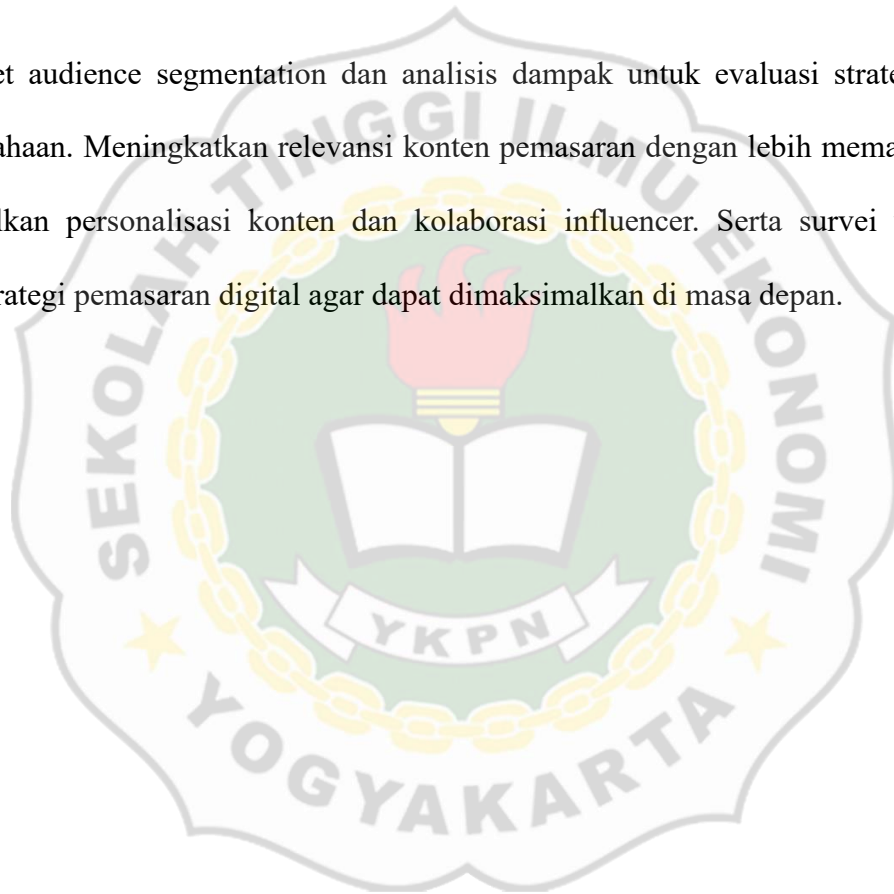 et audience segmentation dan analisis dampak untuk evaluasi strate
ahaan. Meningkatkan relevansi konten pemasaran dengan lebih mema
lkan personalisasi konten dan kolaborasi influencer. Serta survei
rategi pemasaran digital agar dapat dimaksimalkan di masa depan.
SEKOLAH TINGGI ILMU EKONOMI
YKPN
YOGYAKARTA